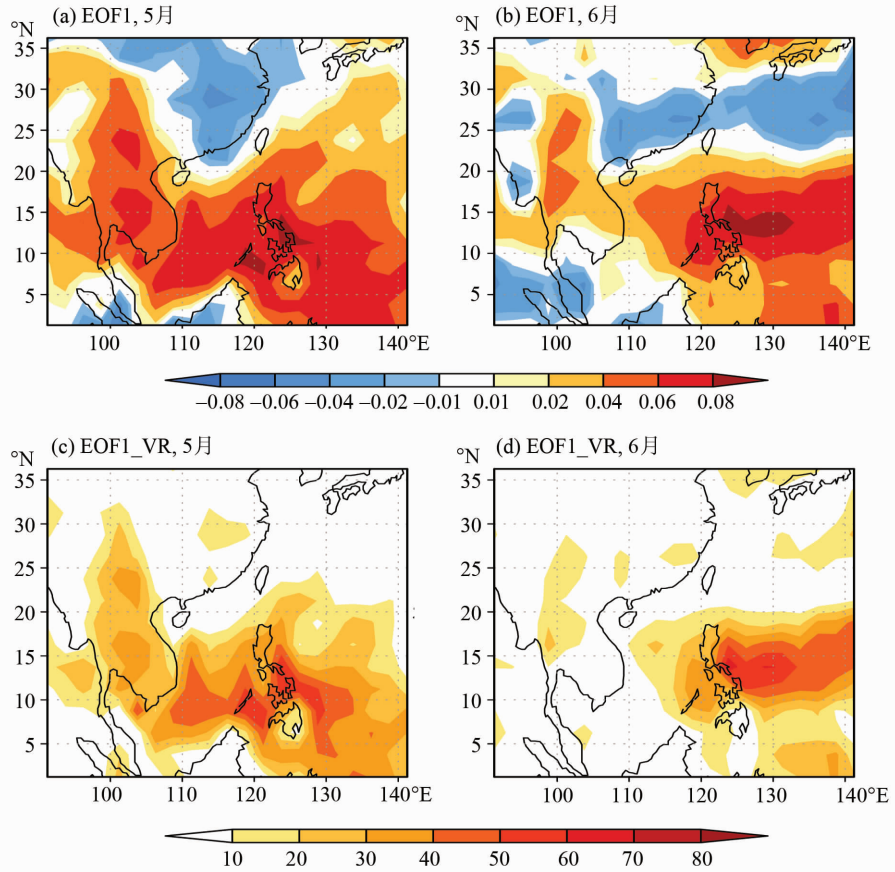 (a) EOF1, 5月
(b) EOF1, 6月
°N
°N
35
35
30
30
25
25
20
20
15
15
10
10
5
5
100 110 120 130 140°E
100 110 120 130 140°E
−0.08 −0.06 −0.04 −0.02 −0.01 0.01 0.02 0.04 0.06 0.08
(c) EOF1_VR, 5月
(d) EOF1_VR, 6月
°N
°N
35
35
30
30
25
25
20
20
15
15
10
10
5
5
100 110 120 130 140°E
100 110 120 130 140°E
10 20 30 40 50 60 70 80